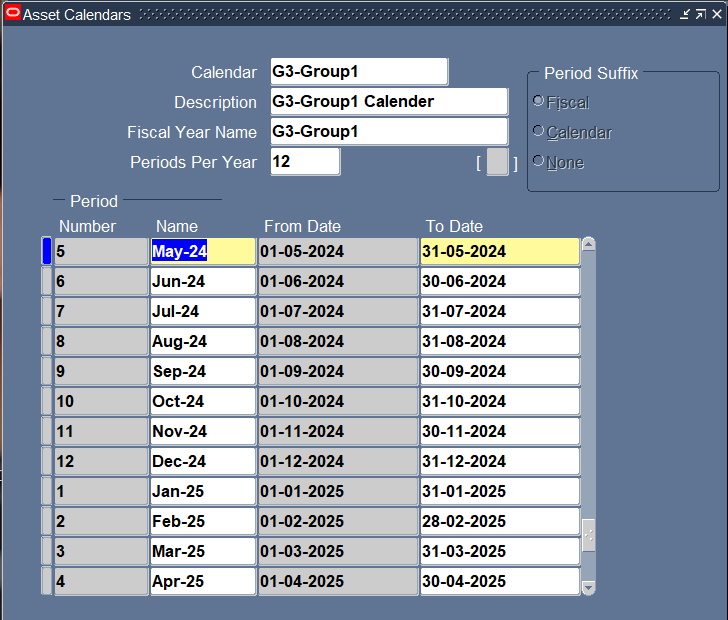 Asset Calendars
Calendar G3-Group1
Description G3-Group1 Calender
Fiscal Year Name G3-Group1
Periods Per Year 12 [ ]
Period Suffix
Fiscal
Calendar
None
Period
Number Name From Date To Date
5 May-24 01-05-2024 31-05-2024
6 Jun-24 01-06-2024 30-06-2024
7 Jul-24 01-07-2024 31-07-2024
8 Aug-24 01-08-2024 31-08-2024
9 Sep-24 01-09-2024 30-09-2024
10 Oct-24 01-10-2024 31-10-2024
11 Nov-24 01-11-2024 30-11-2024
12 Dec-24 01-12-2024 31-12-2024
1 Jan-25 01-01-2025 31-01-2025
2 Feb-25 01-02-2025 28-02-2025
3 Mar-25 01-03-2025 31-03-2025
4 Apr-25 01-04-2025 30-04-2025